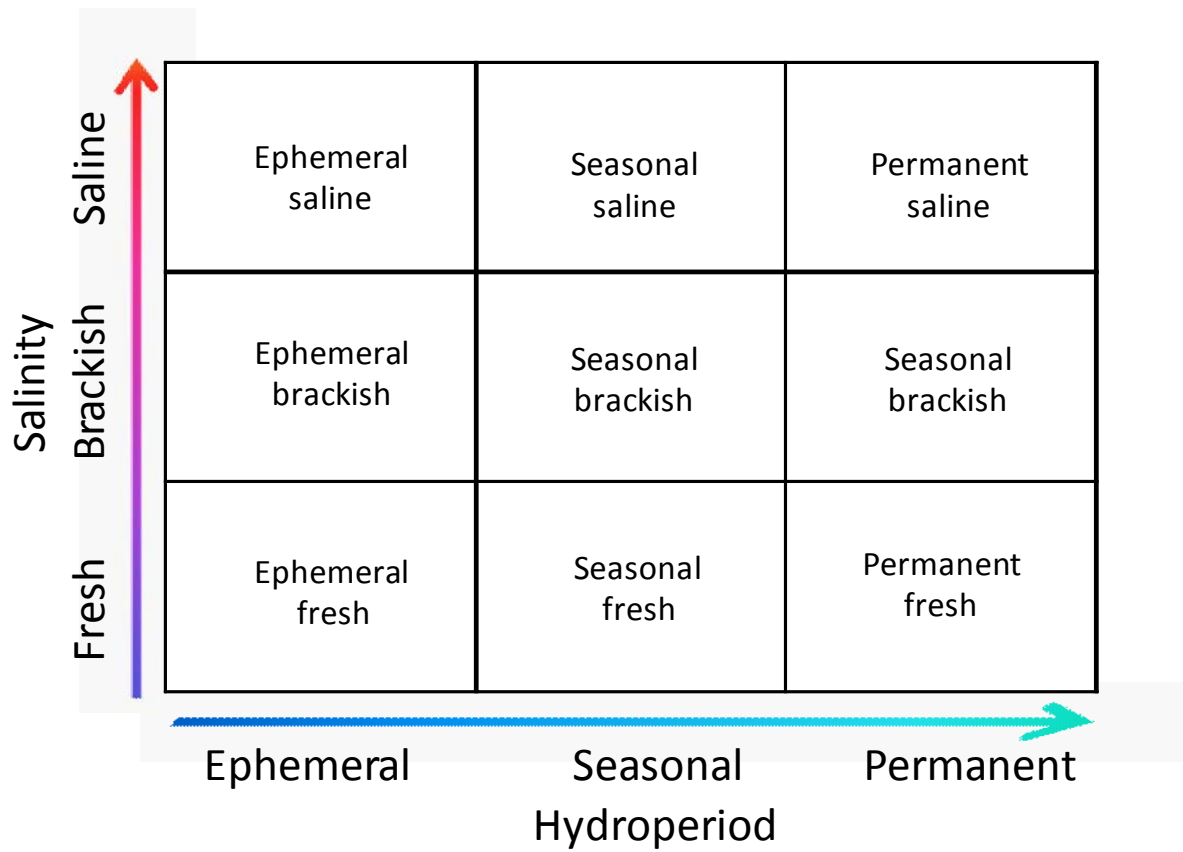 Salinity
Saline
Brackish
Fresh
Ephemeral
saline
Seasonal
saline
Permanent
saline
Ephemeral
brackish
Seasonal
brackish
Seasonal
brackish
Ephemeral
fresh
Seasonal
fresh
Permanent
fresh
Ephemeral
Seasonal
Permanent
Hydroperiod